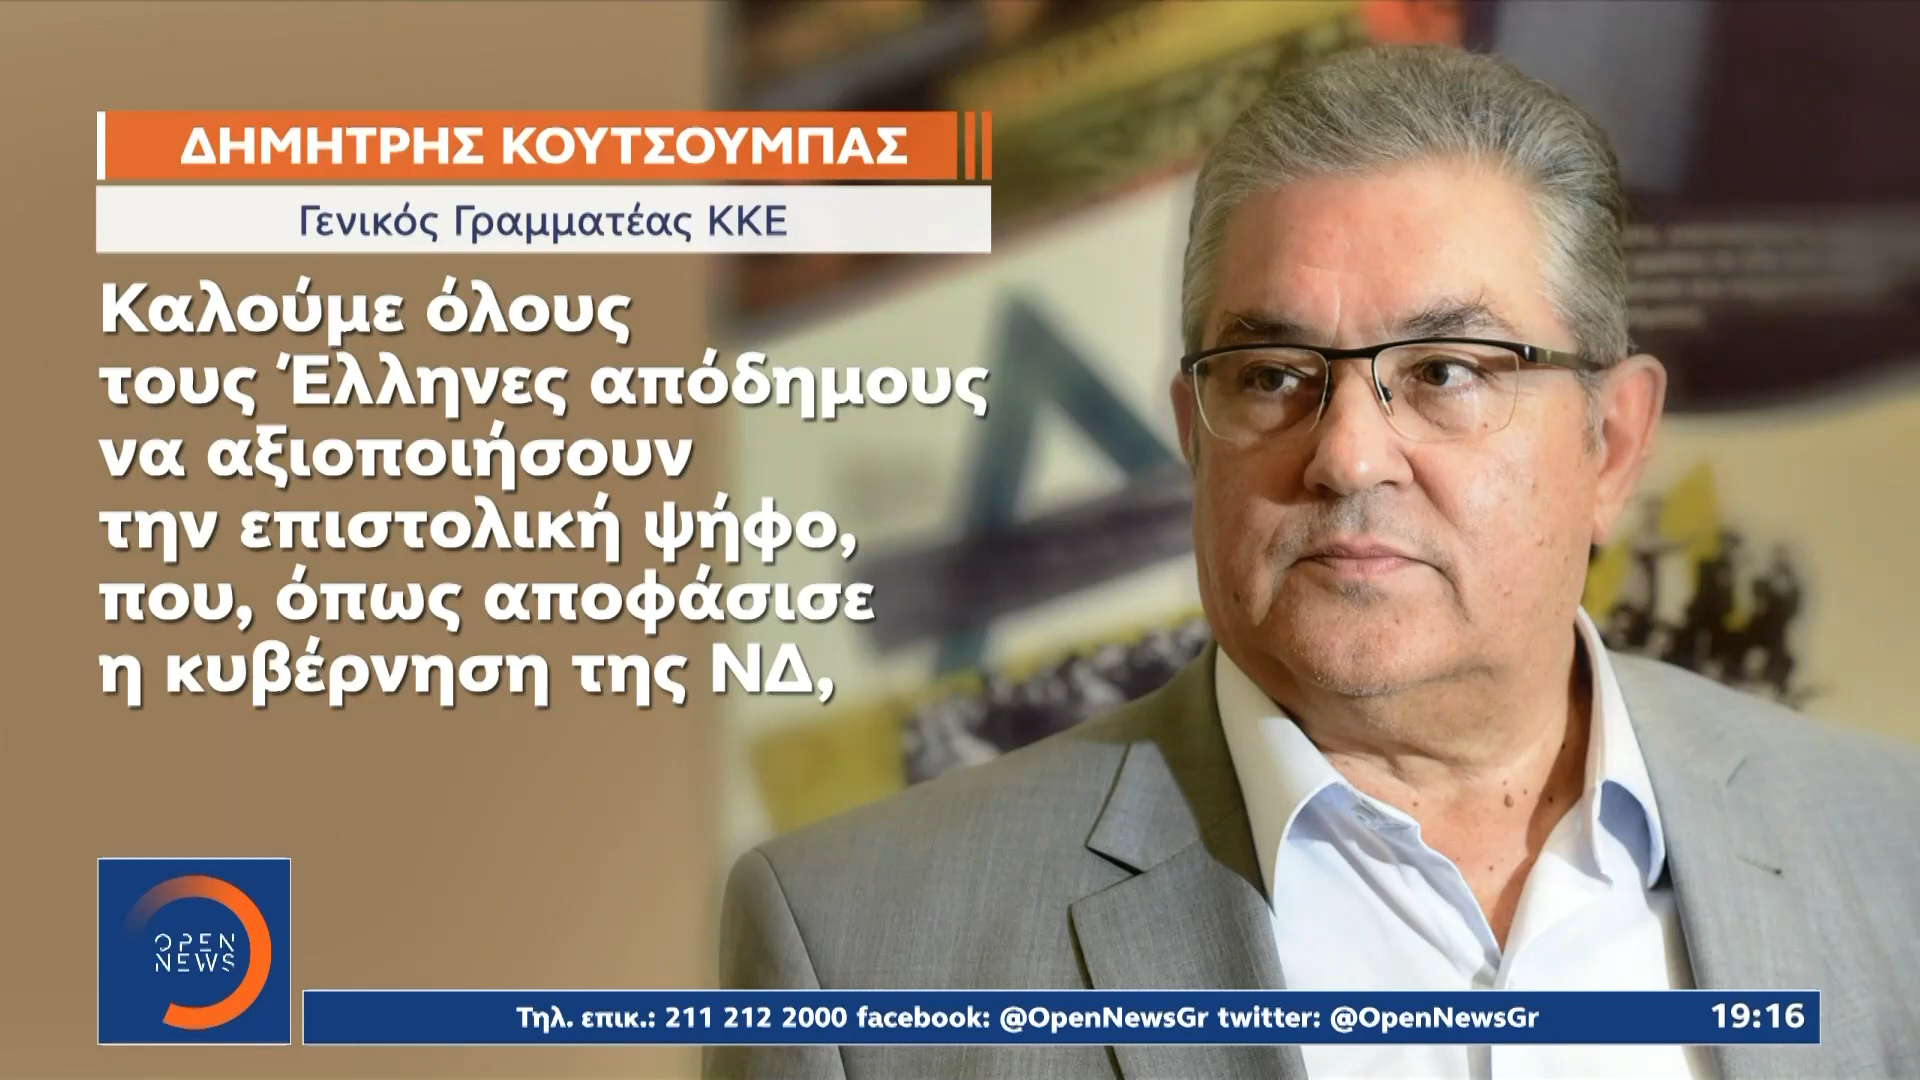 ΔΗΜΗΤΡΗΣ ΚΟΥΤΣΟΥΜΠΑΣ
Γενικός Γραμματέας ΚΚΕ
Καλούμε όλους
τους Έλληνες απόδημους
να αξιοποιήσουν
την επιστολική ψήφο,
που, όπως αποφάσισε
η κυβέρνηση της ΝΔ,
OPEN
NEWS
Τηλ. επικ.: 211 212 2000 facebook: @OpenNewsGr twitter: @OpenNewsGr
19:16